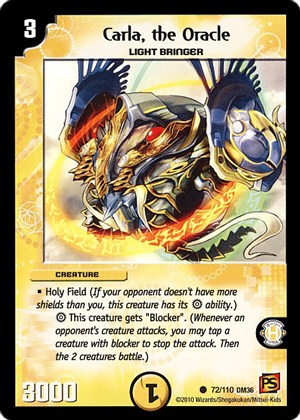 3
Carla, the Oracle
LIGHT BRINGER
CREATURE
▪ Holy Field (If your opponent doesn't have more
shields than you, this creature has its ability.)
This creature gets "Blocker". (Whenever an
opponent's creature attacks, you may tap a
creature with blocker to stop the attack. Then
the 2 creatures battle.)
3000
1
● 72/110 DM36
©2010 Wizards/Shogakukan/Mitsui-Kids
PS